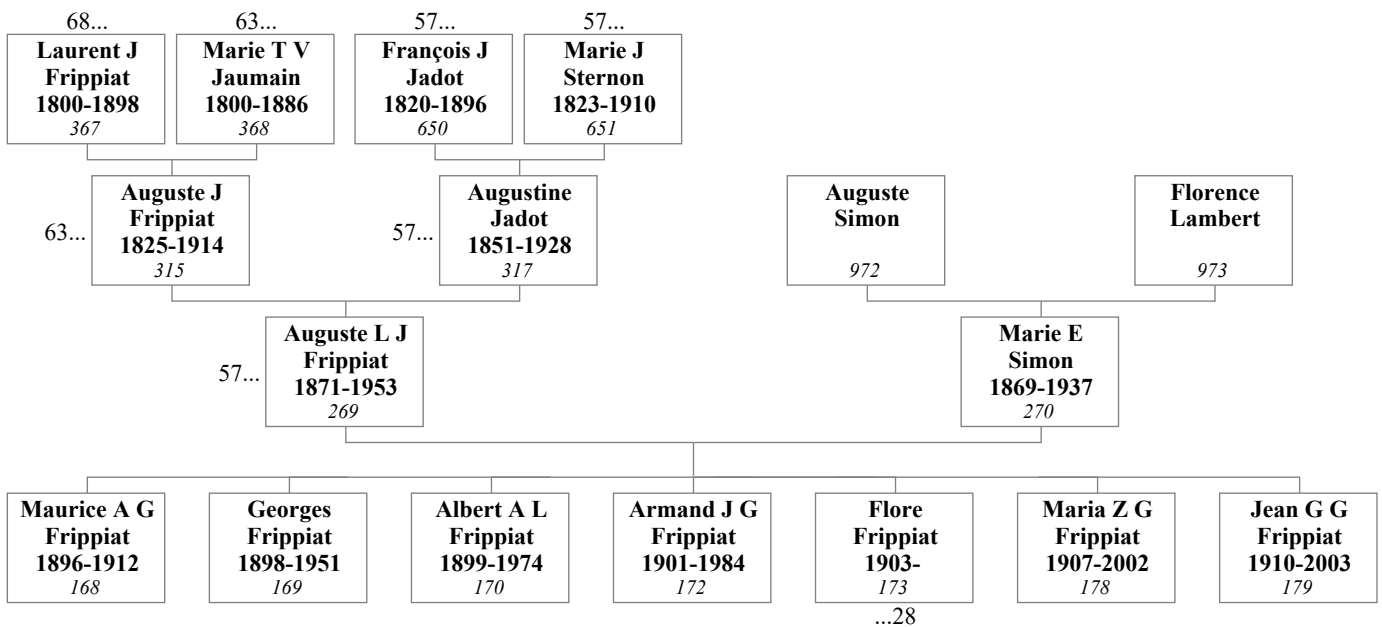 68...
63...
57...
57...
Laurent J
Frippiat
1800-1898
367
Marie T V
Jaumain
1800-1886
368
François J
Jadot
1820-1896
650
Marie J
Sternon
1823-1910
651
63...
Auguste J
Frippiat
1825-1914
315
57...
Augustine
Jadot
1851-1928
317
Auguste
Simon
972
Florence
Lambert
973
57...
Auguste L J
Frippiat
1871-1953
269
Marie E
Simon
1869-1937
270
Maurice A G
Frippiat
1896-1912
168
Georges
Frippiat
1898-1951
169
Albert A L
Frippiat
1899-1974
170
Armand J G
Frippiat
1901-1984
172
Flore
Frippiat
1903-
173
...28
Maria Z G
Frippiat
1907-2002
178
Jean G G
Frippiat
1910-2003
179